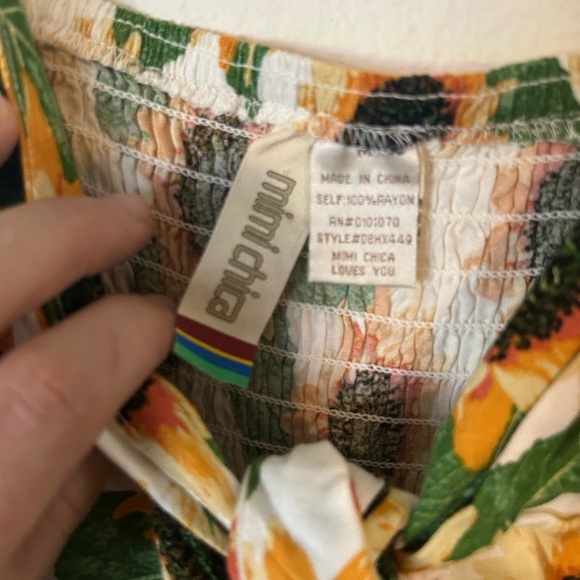 mimi chica
MADE IN CHINA
SELF:100%RAYON
RN#0101070
STYLE#D8HX449
MIMI CHICA
LOVES YOU